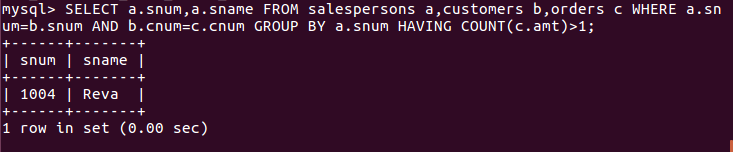 mysql> SELECT a.snum,a.sname FROM salespersons a,customers b,orders c WHERE a.sn
um=b.snum AND b.cnum=c.cnum GROUP BY a.snum HAVING COUNT(c.amt)>1;
+------+-------+
| snum | sname |
+------+-------+
| 1004 | Reva  |
+------+-------+
1 row in set (0.00 sec)